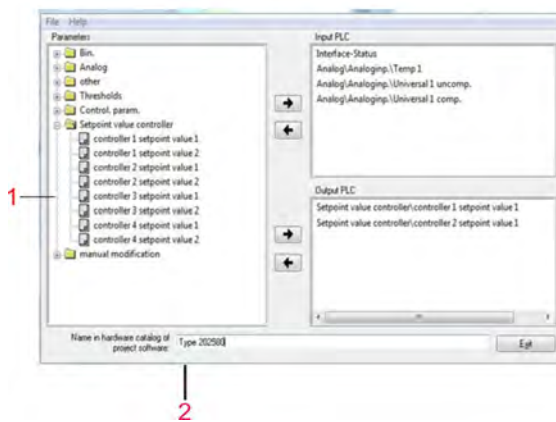 File Help
Parameters
Bin.
Analog
other
Thresholds
Control. param.
Setpoint value controller
controller 1 setpoint value 1
controller 1 setpoint value 2
controller 2 setpoint value 1
controller 2 setpoint value 2
controller 3 setpoint value 1
controller 3 setpoint value 2
controller 4 setpoint value 1
controller 4 setpoint value 2
manual modification
Input PLC
Interface-Status
Analog\Analoginp.\Temp 1
Analog\Analoginp.\Universal 1 uncomp.
Analog\Analoginp.\Universal 1 comp.
Output PLC
Setpoint value controller\controller 1 setpoint value 1
Setpoint value controller\controller 2 setpoint value 1
Name in hardware catalog of
project software:
Type 202580
Exit
1
2